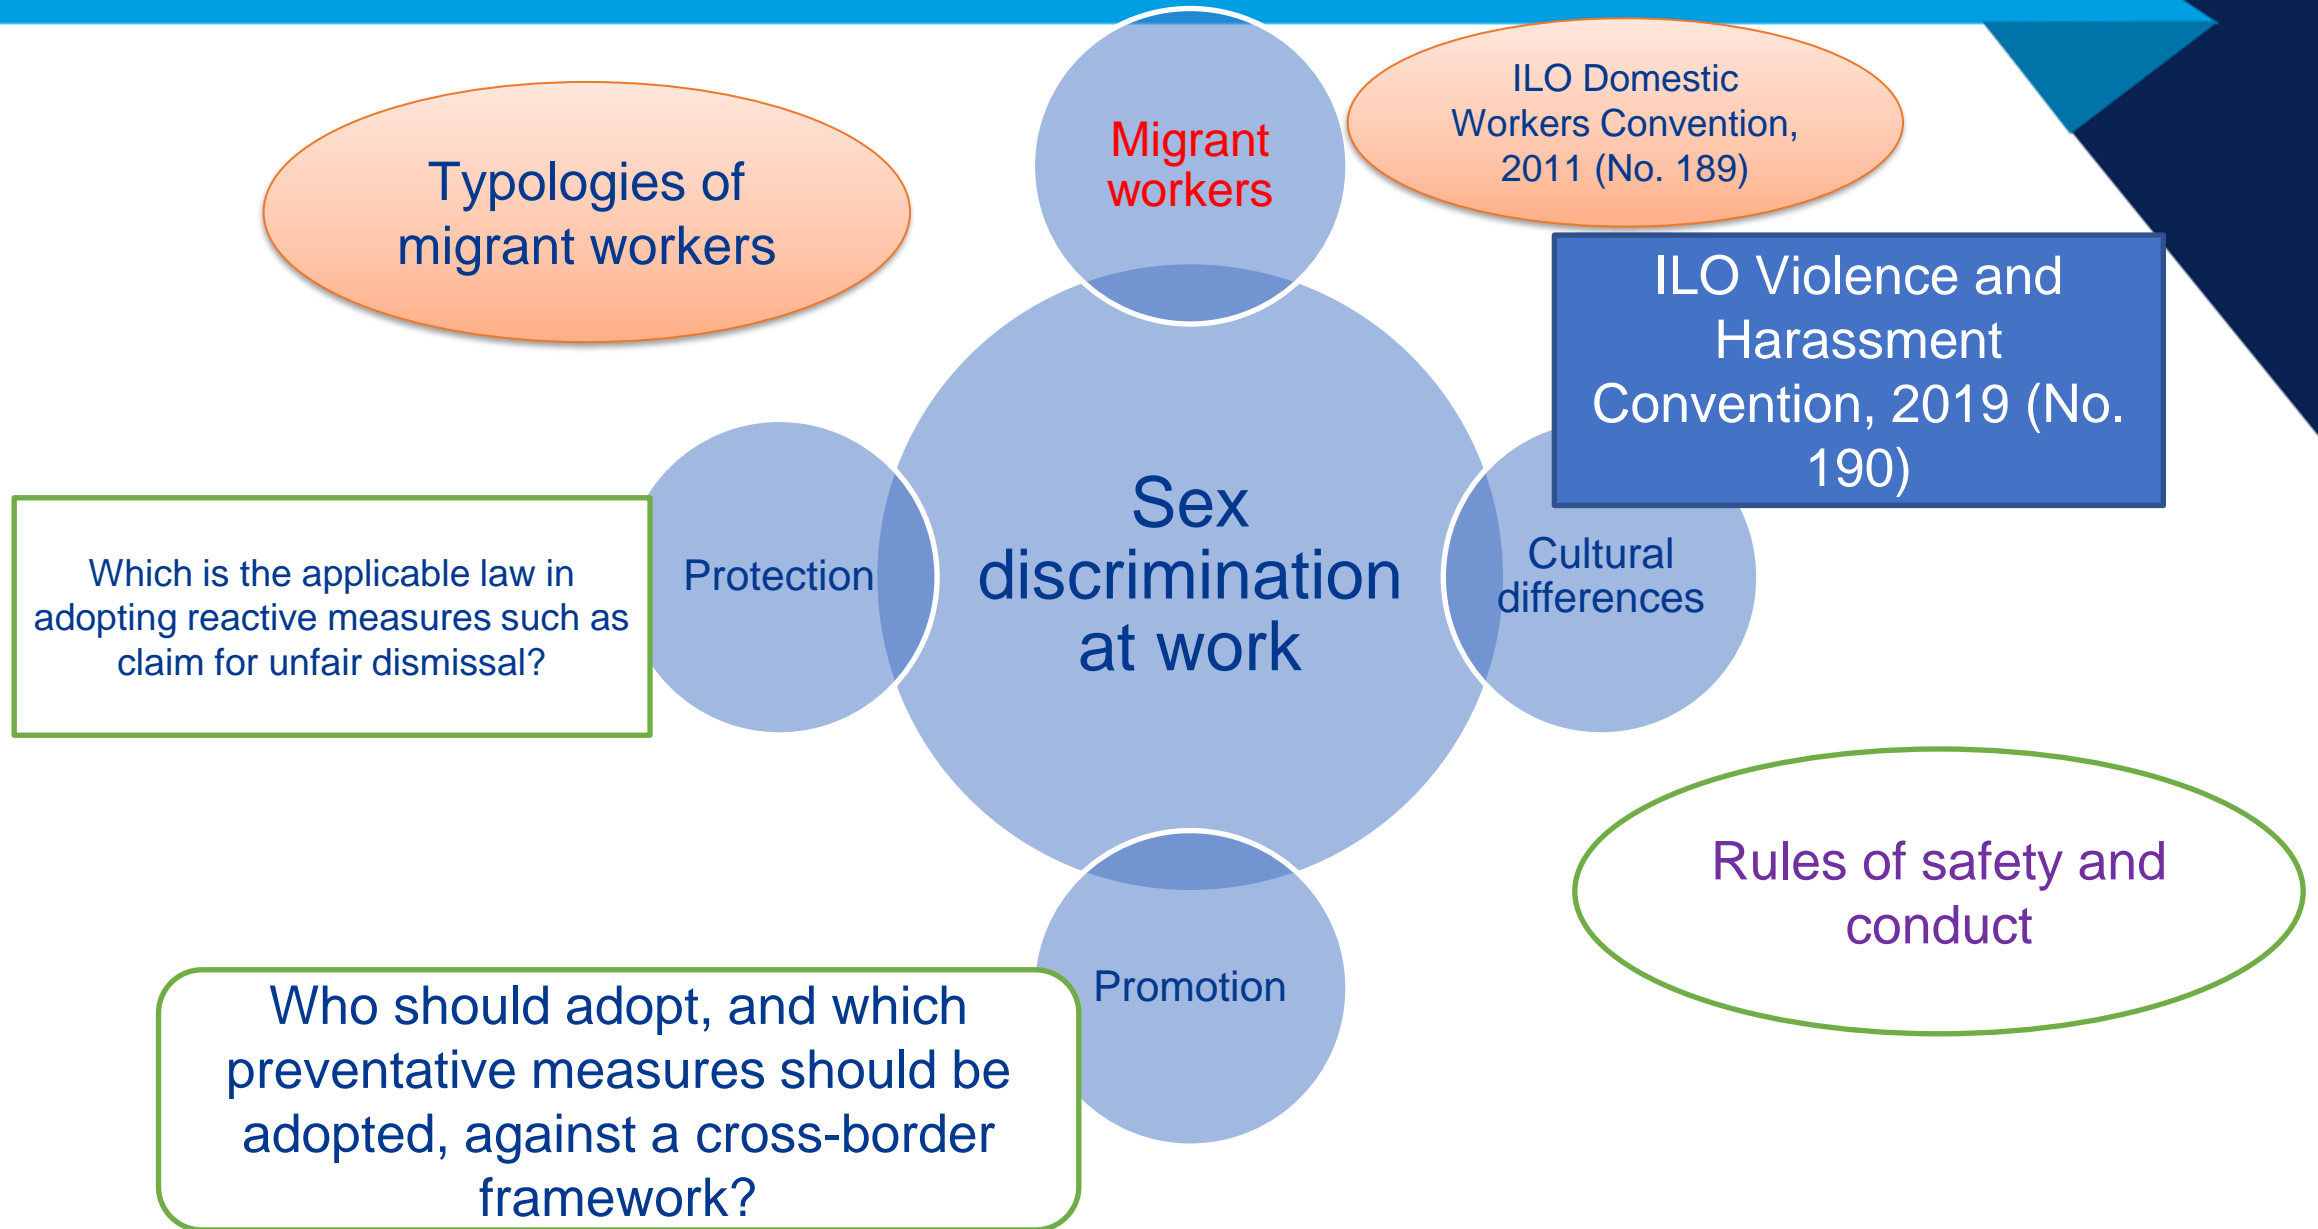 Typologies of
migrant workers
Migrant
workers
ILO Domestic
Workers Convention,
2011 (No. 189)
ILO Violence and
Harassment
Convention, 2019 (No.
190)
Which is the applicable law in
adopting reactive measures such as
claim for unfair dismissal?
Protection
Sex
discrimination
at work
Cultural
differences
Rules of safety and
conduct
Promotion
Who should adopt, and which
preventative measures should be
adopted, against a cross-border
framework?